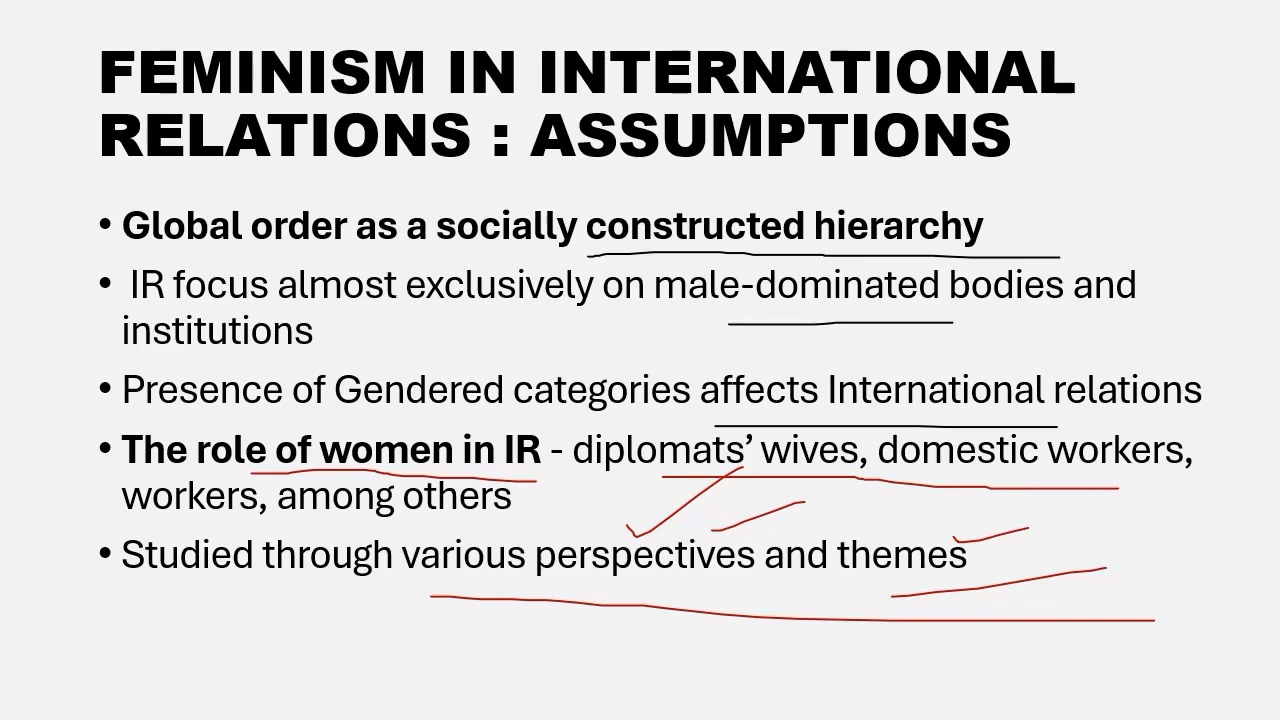 FEMINISM IN INTERNATIONAL
RELATIONS : ASSUMPTIONS
• Global order as a socially constructed hierarchy
• IR focus almost exclusively on male-dominated bodies and
institutions
• Presence of Gendered categories affects International relations
• The role of women in IR - diplomats’ wives, domestic workers,
workers, among others
• Studied through various perspectives and themes